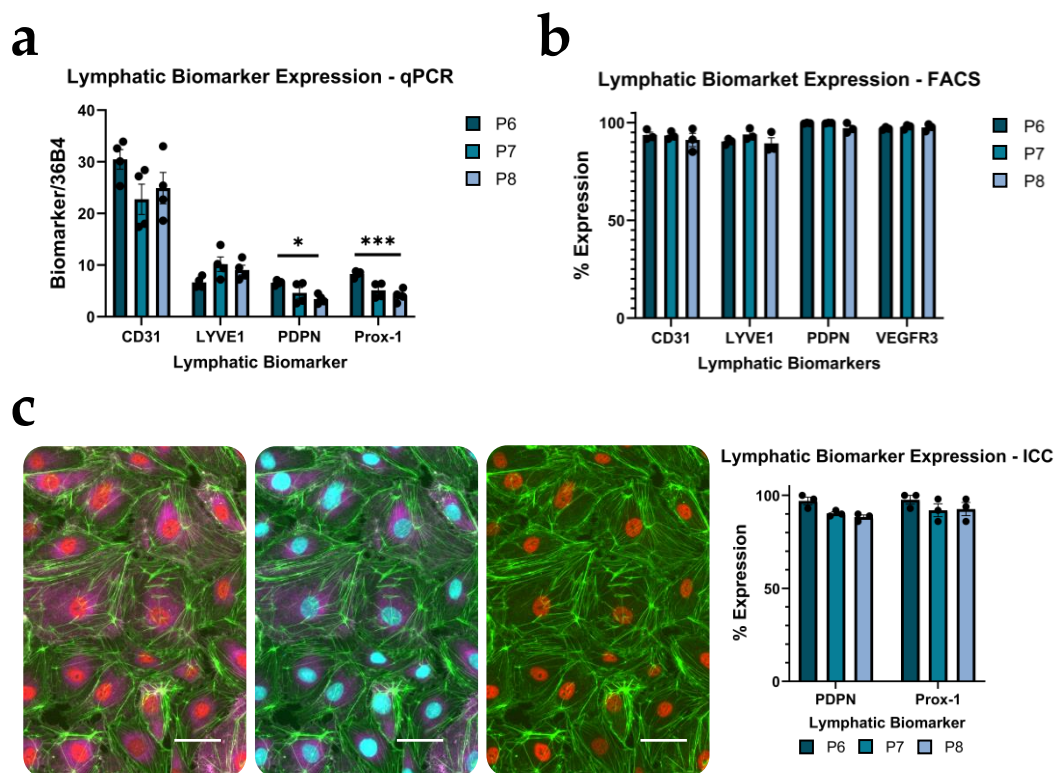 a
Lymphatic Biomarker Expression - qPCR
Biomarker/36B4
40
30
20
10
0
*
***
CD31 LYVE1 PDPN Prox-1
Lymphatic Biomarker
P6
P7
P8
b
Lymphatic Biomarket Expression - FACS
% Expression
100
50
0
CD31 LYVE1 PDPN VEGFR3
Lymphatic Biomarkers
P6
P7
P8
c
Lymphatic Biomarker Expression - ICC
% Expression
100
50
0
PDPN Prox-1
Lymphatic Biomarker
P6 P7 P8